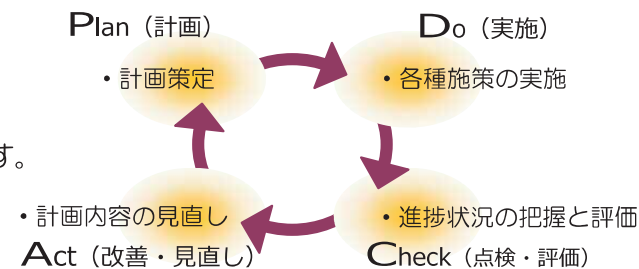 Plan（計画）
・計画策定
Do（実施）
・各種施策の実施
す。
・計画内容の見直し
Act（改善・見直し）
・進捗状況の把握と評価
Check（点検・評価）